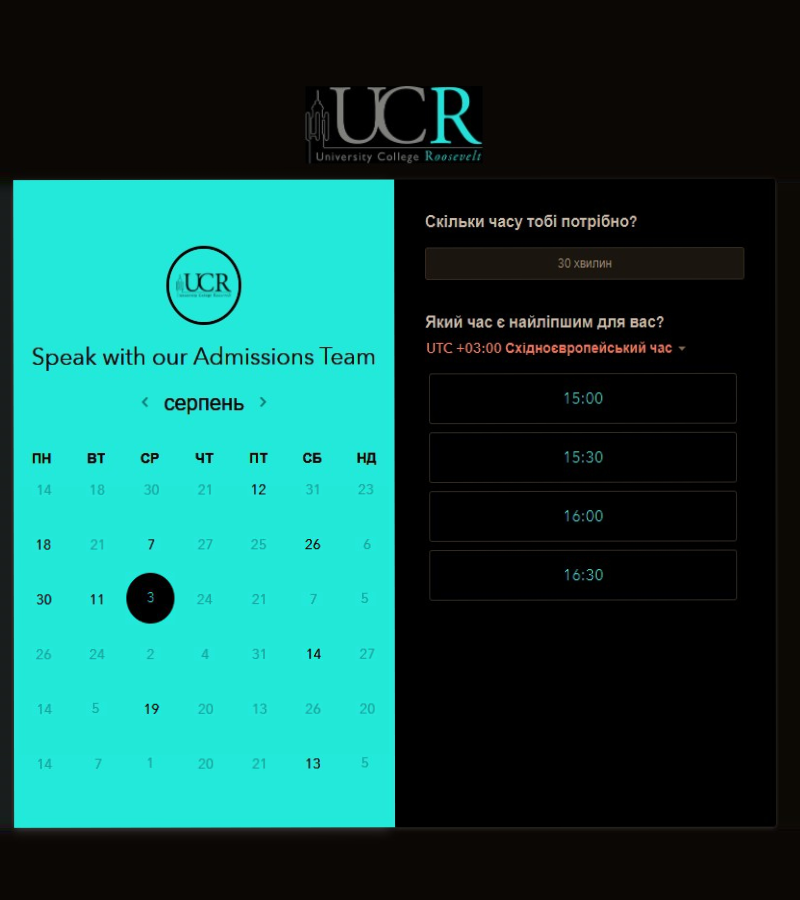 UCR
University College Roosevelt
UCR
University College Roosevelt
Speak with our Admissions Team
серпень
ПН ВТ СР ЧТ ПТ СБ НД
14 18 30 21 12 31 23
18 21 7 27 25 26 6
30 11 3 24 21 7 5
26 24 2 4 31 14 27
14 5 19 20 13 26 20
14 7 1 20 21 13 5
Скільки часу тобі потрібно?
30 хвилин
Який час є найліпшим для вас?
UTC +03:00 Східноєвропейський час
15:00
15:30
16:00
16:30